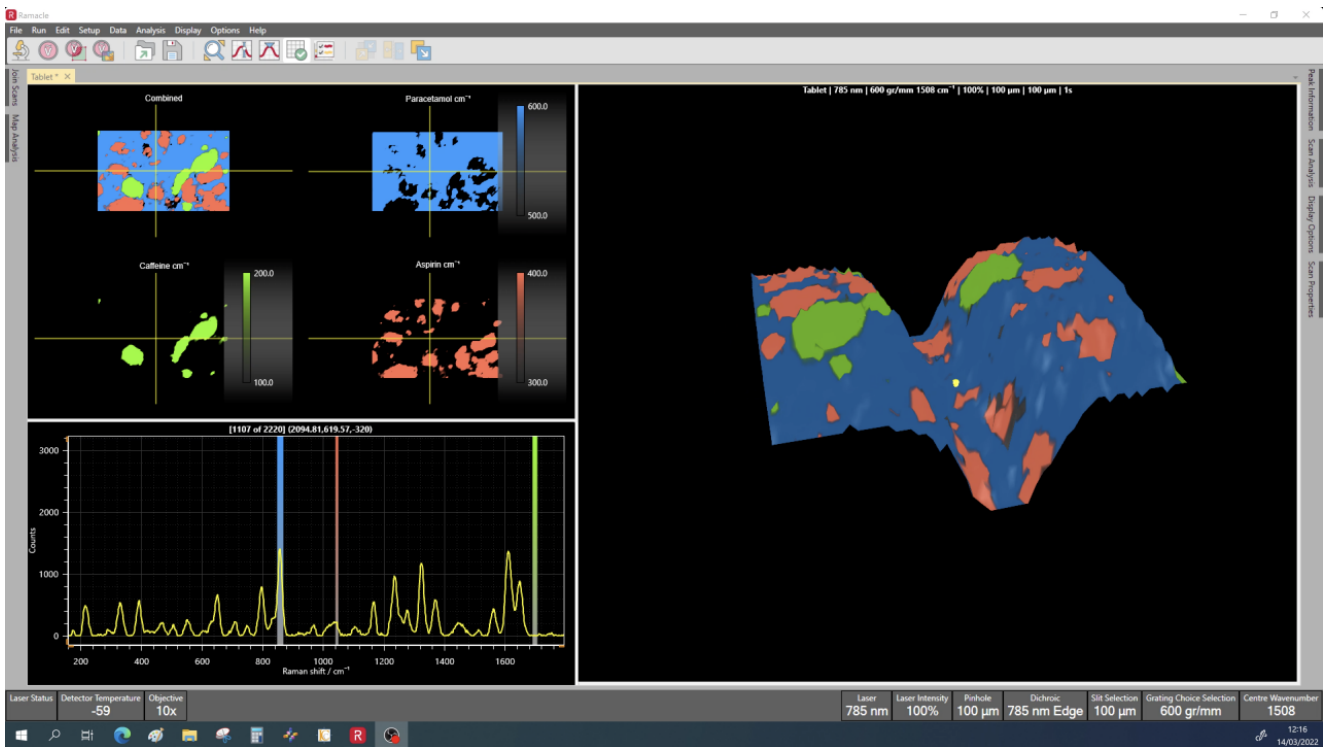 Ramacle
File Run Edit Setup Data Analysis Display Options Help
Tablet * ×
Join Scans
Map Analysis
Combined
Paracetamol cm⁻¹
600.0
500.0
Caffeine cm⁻¹
200.0
100.0
Aspirin cm⁻¹
400.0
300.0
[1107 of 2220] (2094.81,619.57,-320)
3000
2000
1000
0
Counts
200 400 600 800 1000 1200 1400 1600
Raman shift / cm⁻¹
Tablet | 785 nm | 600 gr/mm 1508 cm⁻¹ | 100% | 100 µm | 100 µm | 1s
Peak Information
Scan Analysis
Display Options
Scan Properties
Laser Status
Detector Temperature
-59
Objective
10x
Laser
785 nm
Laser Intensity
100%
Pinhole
100 µm
Dichroic
785 nm Edge
Slit Selection
100 µm
Grating Choice Selection
600 gr/mm
Centre Wavenumber
1508
12:16
14/03/2022